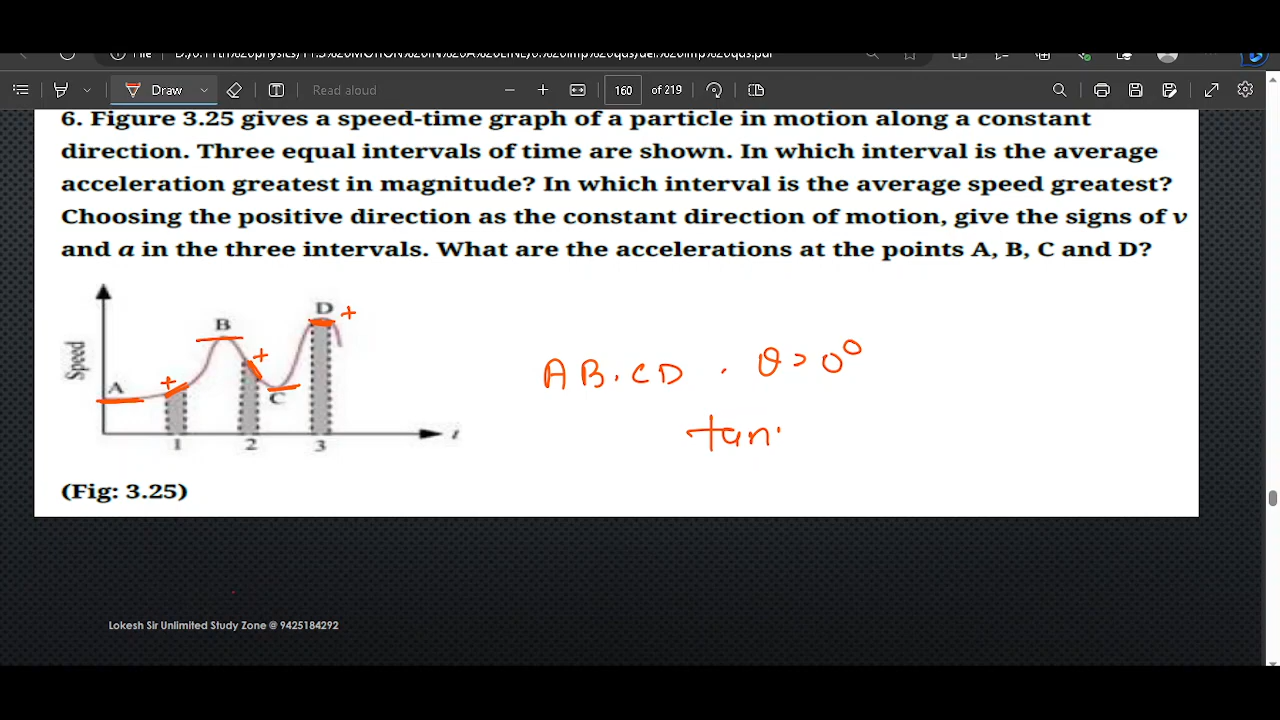 File
D:/0.11th%20physics/
Draw
Read aloud
160 of 219
6. Figure 3.25 gives a speed-time graph of a particle in motion along a constant
direction. Three equal intervals of time are shown. In which interval is the average
acceleration greatest in magnitude? In which interval is the average speed greatest?
Choosing the positive direction as the constant direction of motion, give the signs of v
and a in the three intervals. What are the accelerations at the points A, B, C and D?
D +
B
+
A B. C D . θ > 0°
Speed
A +
C
tan
t
1 2 3
(Fig: 3.25)
Lokesh Sir Unlimited Study Zone @ 9425184292